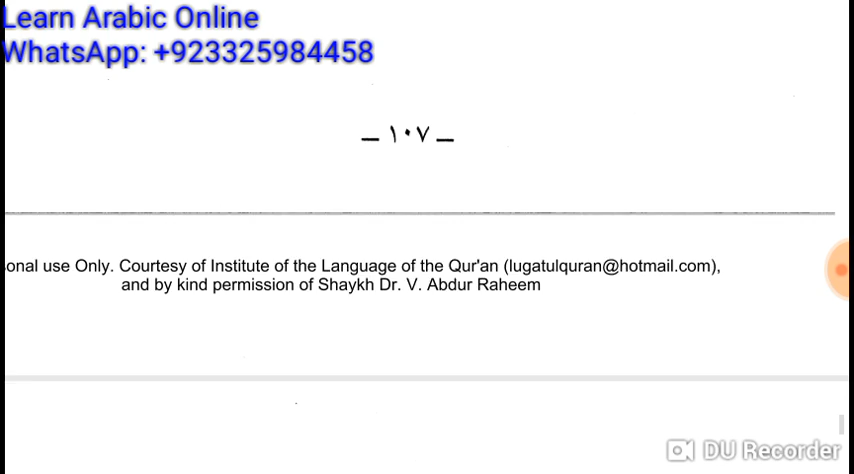 Learn Arabic Online
WhatsApp: +923325984458
– ١٠٧ –
onal use Only. Courtesy of Institute of the Language of the Qur'an (lugatulquran@hotmail.com),
and by kind permission of Shaykh Dr. V. Abdur Raheem
DU Recorder